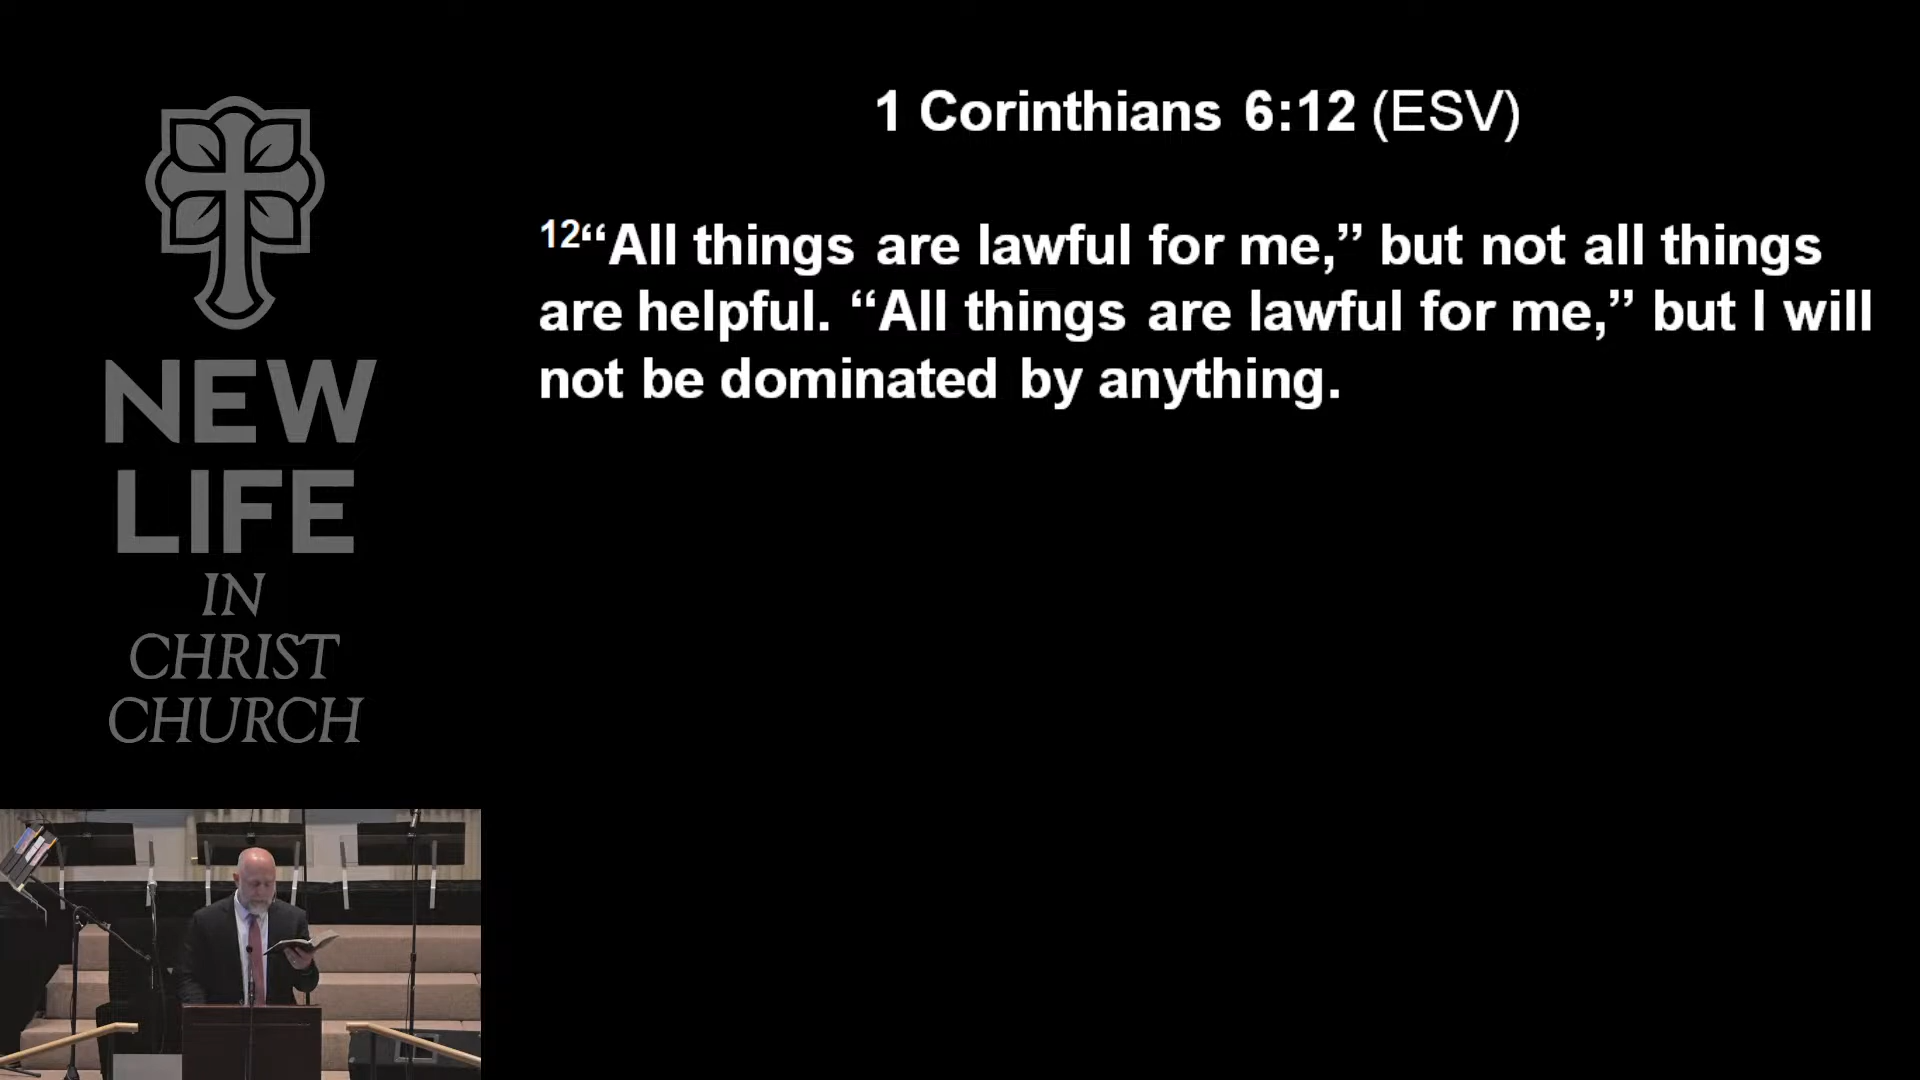 1 Corinthians 6:12 (ESV)
12“All things are lawful for me,” but not all things
are helpful. “All things are lawful for me,” but I will
not be dominated by anything.
NEW
LIFE
IN
CHRIST
CHURCH